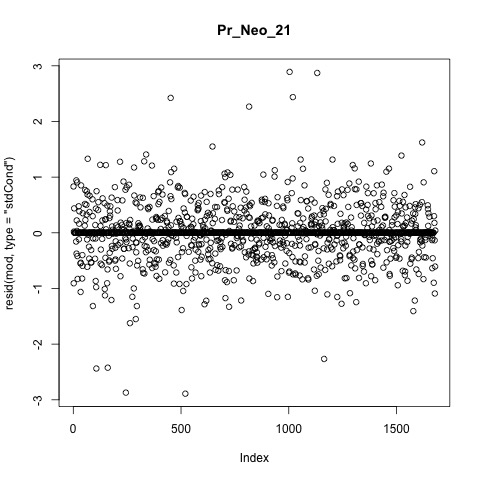 Pr_Neo_21
resid(mod, type = "stdCond")
3
2
1
0
-1
-2
-3
0 500 1000 1500
Index